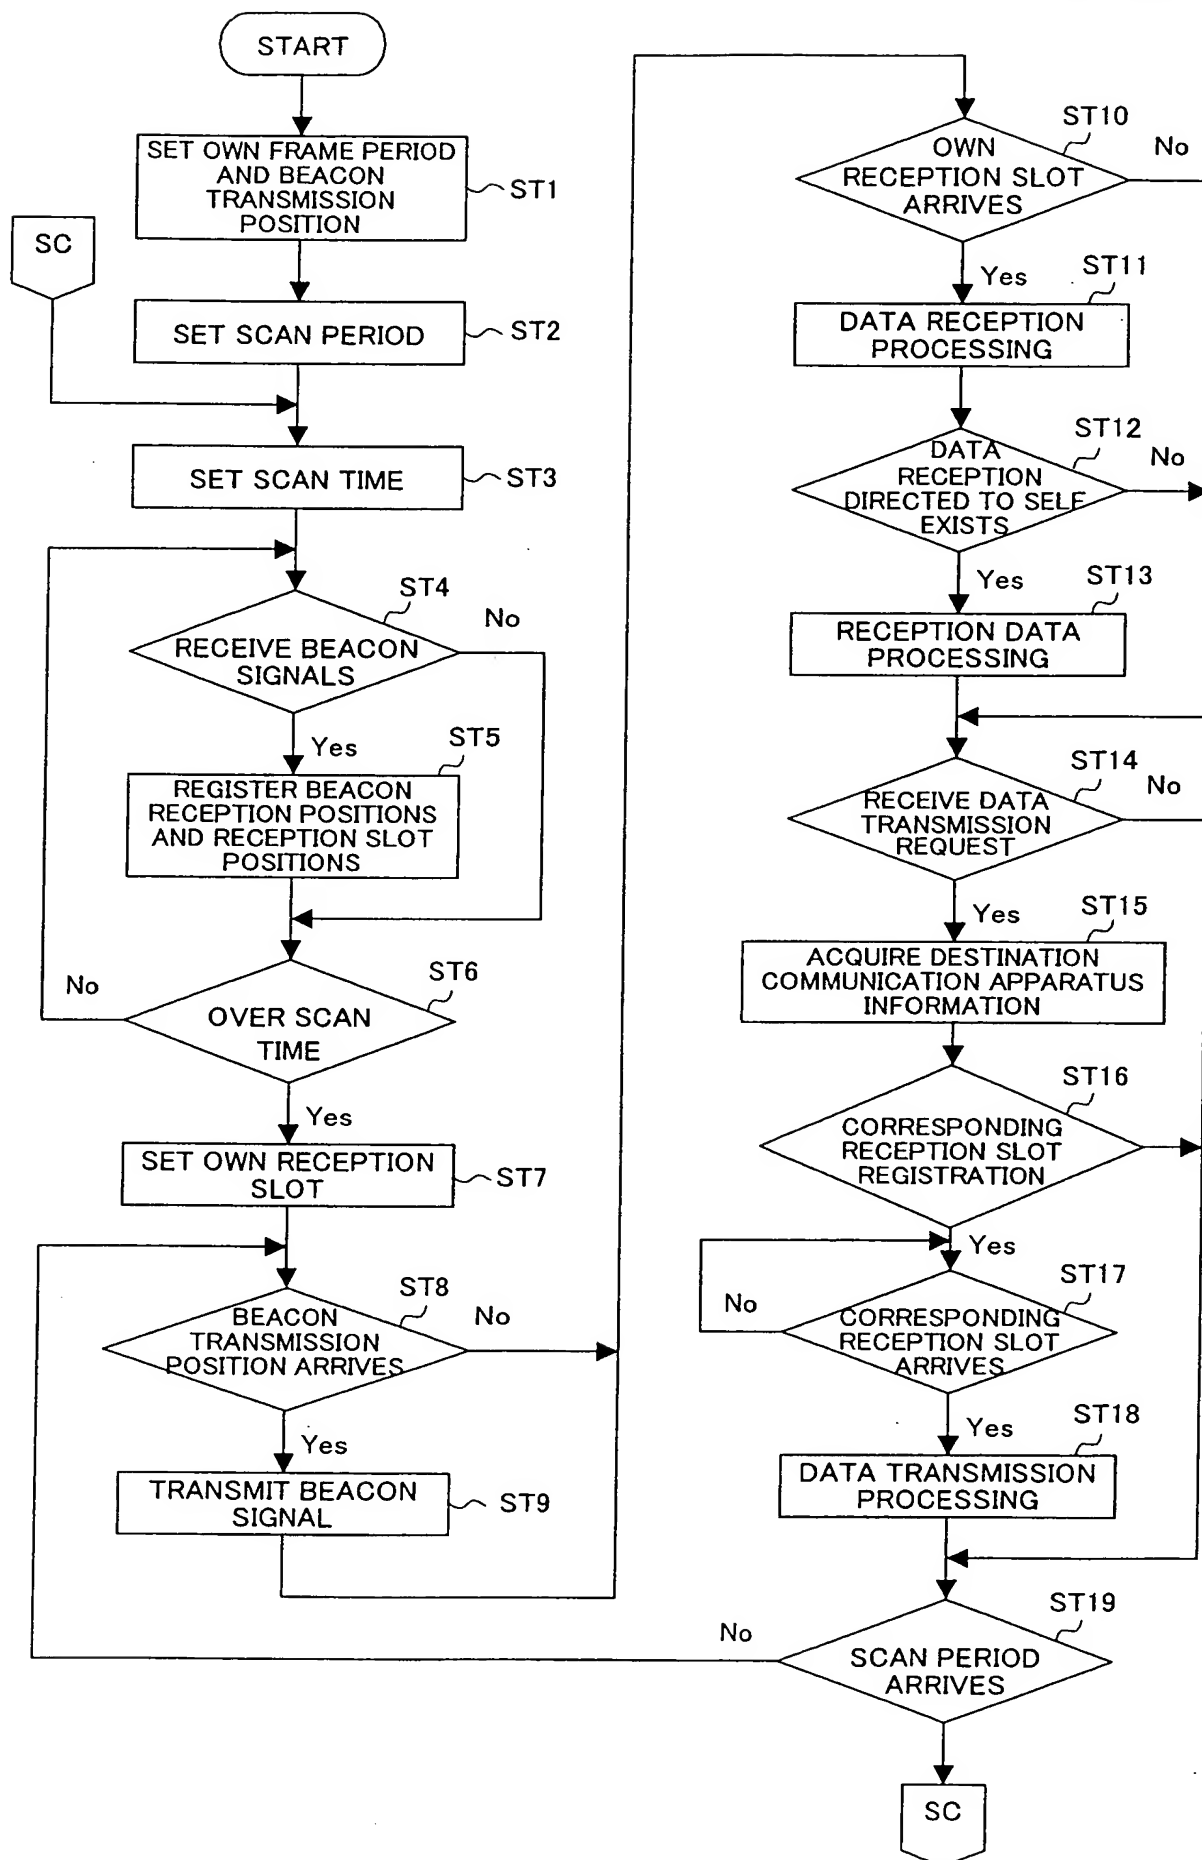 START
SET OWN FRAME PERIOD
AND BEACON
TRANSMISSION
POSITION
ST1
SC
SET SCAN PERIOD
ST2
SET SCAN TIME
ST3
ST4
No
RECEIVE BEACON
SIGNALS
Yes
ST5
REGISTER BEACON
RECEPTION POSITIONS
AND RECEPTION SLOT
POSITIONS
No
ST6
OVER SCAN
TIME
Yes
SET OWN RECEPTION
SLOT
ST7
ST8
No
BEACON
TRANSMISSION
POSITION ARRIVES
Yes
TRANSMIT BEACON
SIGNAL
ST9
ST10
No
OWN
RECEPTION SLOT
ARRIVES
Yes
ST11
DATA RECEPTION
PROCESSING
ST12
No
DATA
RECEPTION
DIRECTED TO SELF
EXISTS
Yes
ST13
RECEPTION DATA
PROCESSING
ST14
No
RECEIVE DATA
TRANSMISSION
REQUEST
Yes
ST15
ACQUIRE DESTINATION
COMMUNICATION APPARATUS
INFORMATION
ST16
CORRESPONDING
RECEPTION SLOT
REGISTRATION
Yes
ST17
No
CORRESPONDING
RECEPTION SLOT
ARRIVES
Yes
ST18
DATA TRANSMISSION
PROCESSING
ST19
No
SCAN PERIOD
ARRIVES
SC